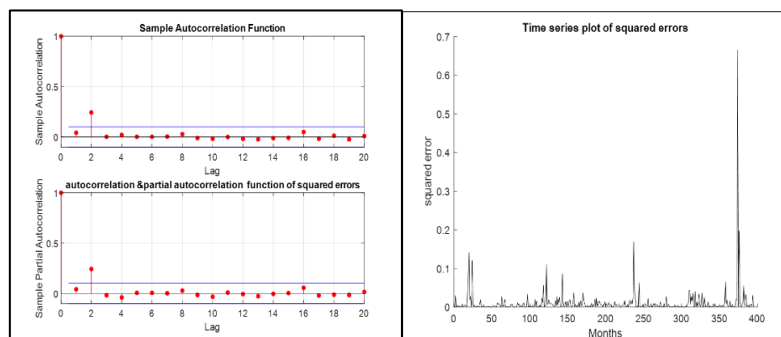 Sample Autocorrelation Function
Sample Autocorrelation
1
0.5
0
0 2 4 6 8 10 12 14 16 18 20
Lag
autocorrelation &partial autocorrelation function of squared errors
Sample Partial Autocorrelation
1
0.5
0
0 2 4 6 8 10 12 14 16 18 20
Lag
Time series plot of squared errors
squared error
0.7
0.6
0.5
0.4
0.3
0.2
0.1
0
0 50 100 150 200 250 300 350 400
Months